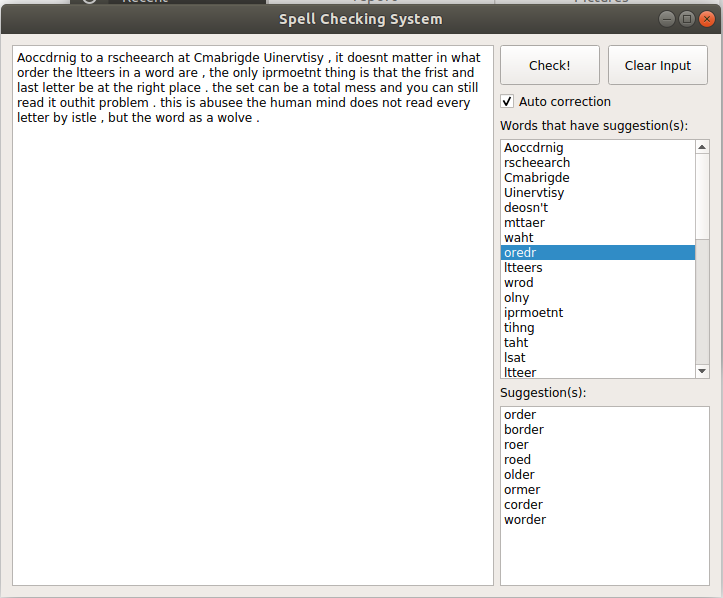 Recent
report
Pictures
Spell Checking System
Aoccdrnig to a rscheearch at Cmabrigde Uinervtisy , it doesnt matter in what
order the ltteers in a word are , the only iprmoetnt thing is that the frist and
last letter be at the right place . the set can be a total mess and you can still
read it outhit problem . this is abusee the human mind does not read every
letter by istle , but the word as a wolve .
Check!
Clear Input
Auto correction
Words that have suggestion(s):
Aoccdrnig
rscheearch
Cmabrigde
Uinervtisy
deosn't
mttaer
waht
oredr
ltteers
wrod
olny
iprmoetnt
tihng
taht
lsat
ltteer
Suggestion(s):
order
border
roer
roed
older
ormer
corder
worder